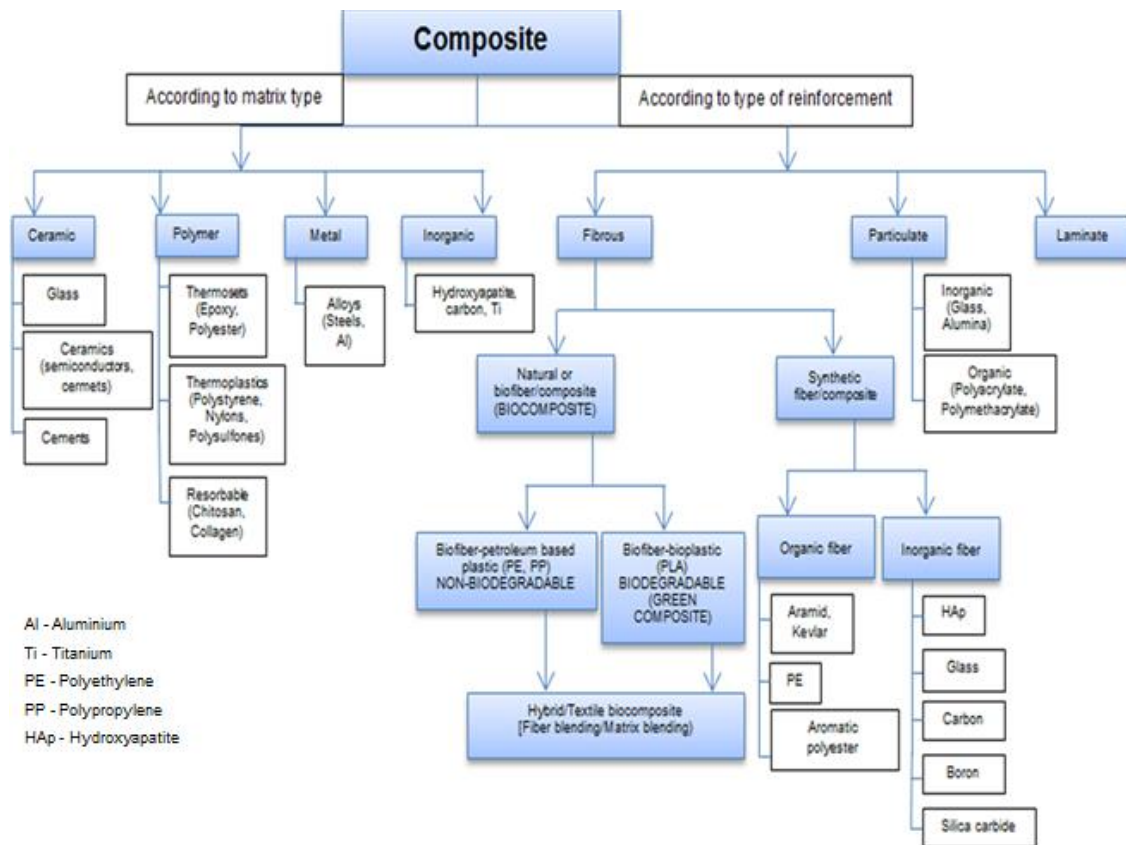 Composite
According to matrix type
According to type of reinforcement
Ceramic
Polymer
Metal
Inorganic
Fibrous
Particulate
Laminate
Glass
Ceramics
(semiconductors,
cermets)
Cements
Thermosets
(Epoxy,
Polyester)
Thermoplastics
(Polystyrene,
Nylons,
Polysulfones)
Resorbable
(Chitosan,
Collagen)
Alloys
(Steels,
Al)
Hydroxyapatite,
carbon, Ti
Natural or
biofiber/composite
(BIOCOMPOSITE)
Synthetic
fiber/composite
Inorganic
(Glass,
Alumina)
Organic
(Polyacrylate,
Polymethacrylate)
Biofiber-petroleum based
plastic (PE, PP)
NON-BIODEGRADABLE
Biofiber-bioplastic
(PLA)
BIODEGRADABLE
(GREEN
COMPOSITE)
Hybrid/Textile biocomposite
[Fiber blending/Matrix blending)
Organic fiber
Aramid,
Kevlar
PE
Aromatic
polyester
Inorganic fiber
HAp
Glass
Carbon
Boron
Silica carbide
Al - Aluminium
Ti - Titanium
PE - Polyethylene
PP - Polypropylene
HAp - Hydroxyapatite